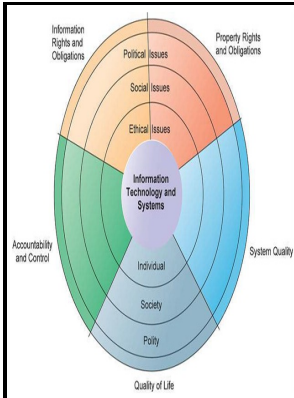 Information
Rights and
Obligations
Property Rights
and Obligations
Political Issues
Social Issues
Ethical Issues
Information
Technology and
Systems
Accountability
and Control
System Quality
Individual
Society
Polity
Quality of Life